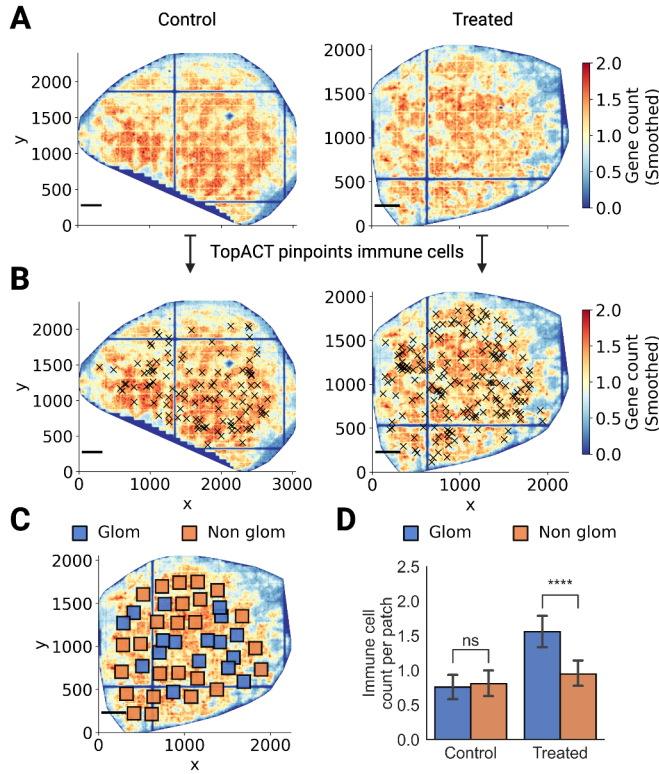 A
Control
Treated
2000
1500
1000
500
0
y
2000
1500
1000
500
0
2.0
1.5
1.0
0.5
0.0
Gene count
(Smoothed)
TopACT pinpoints immune cells
B
2000
1500
1000
500
0
y
0
1000
2000
3000
x
2000
1500
1000
500
0
0
1000
2000
x
2.0
1.5
1.0
0.5
0.0
Gene count
(Smoothed)
C
Glom
Non glom
2000
1500
1000
500
0
y
0
1000
2000
x
D
Glom
Non glom
2.5
2.0
1.5
1.0
0.5
0.0
Immune cell
count per patch
ns
****
Control
Treated